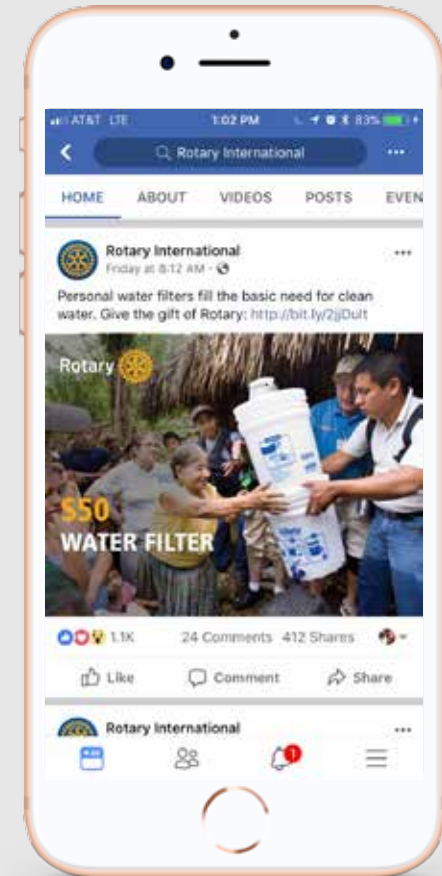 AT&T LTE 1:02 PM 83%
Rotary International
HOME ABOUT VIDEOS POSTS EVEN
Rotary International
Friday at 8:12 AM
Personal water filters fill the basic need for clean
water. Give the gift of Rotary: http://bit.ly/2jjDult
Rotary
$50
WATER FILTER
1.1K 24 Comments 412 Shares
Like Comment Share
Rotary International
1